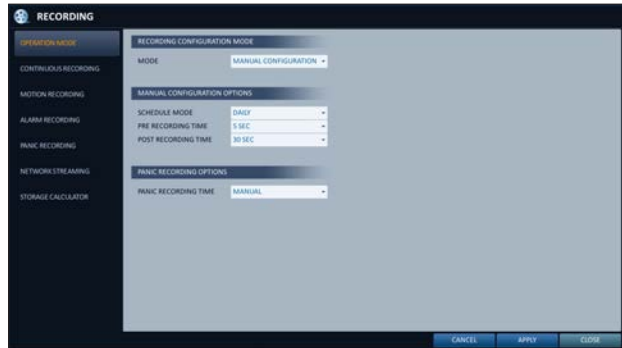 RECORDING
OPERATION MODE
CONTINUOUS RECORDING
MOTION RECORDING
ALARM RECORDING
PANIC RECORDING
NETWORK STREAMING
STORAGE CALCULATOR
RECORDING CONFIGURATION MODE
MODE MANUAL CONFIGURATION
MANUAL CONFIGURATION OPTIONS
SCHEDULE MODE DAILY
PRE RECORDING TIME 5 SEC
POST RECORDING TIME 30 SEC
PANIC RECORDING OPTIONS
PANIC RECORDING TIME MANUAL
CANCEL APPLY CLOSE